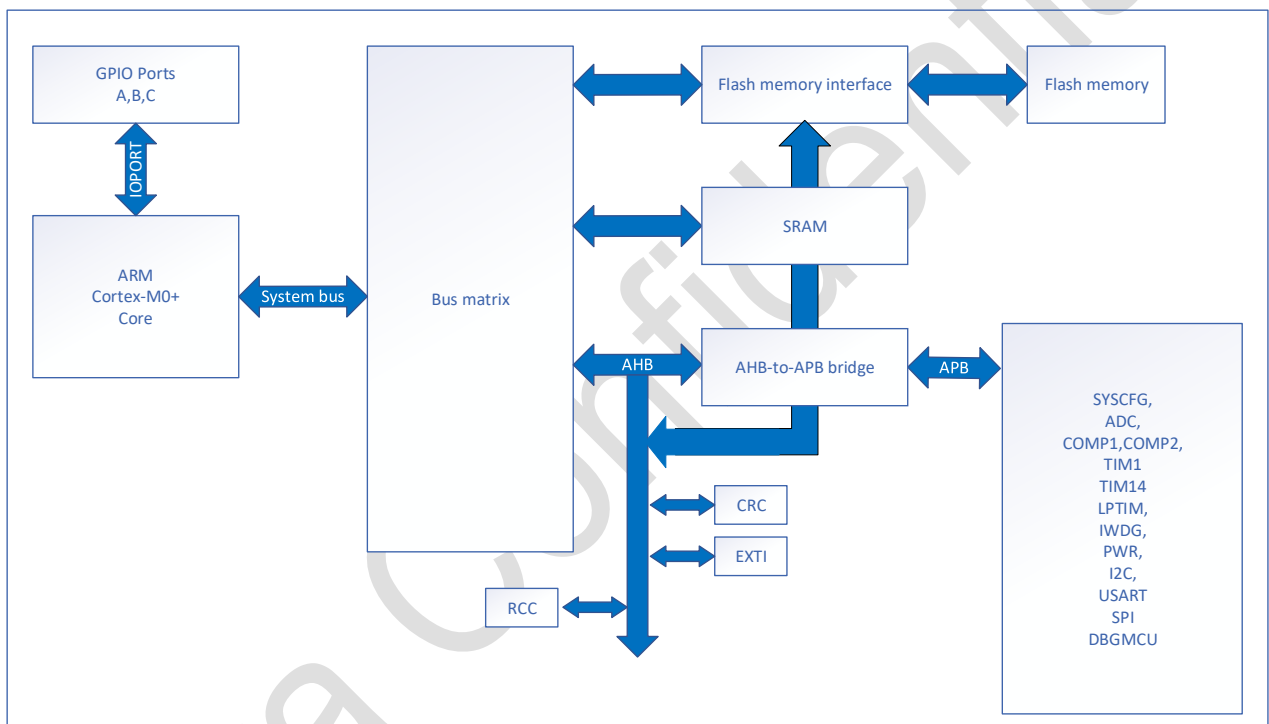 GPIO Ports
A,B,C
Flash memory interface
Flash memory
IOPORT
SRAM
ARM
Cortex-M0+
Core
System bus
Bus matrix
AHB
AHB-to-APB bridge
APB
SYSCFG,
ADC,
COMP1,COMP2,
TIM1
TIM14
LPTIM,
IWDG,
PWR,
I2C,
USART
SPI
DBGMCU
CRC
EXTI
RCC
a Confidentia